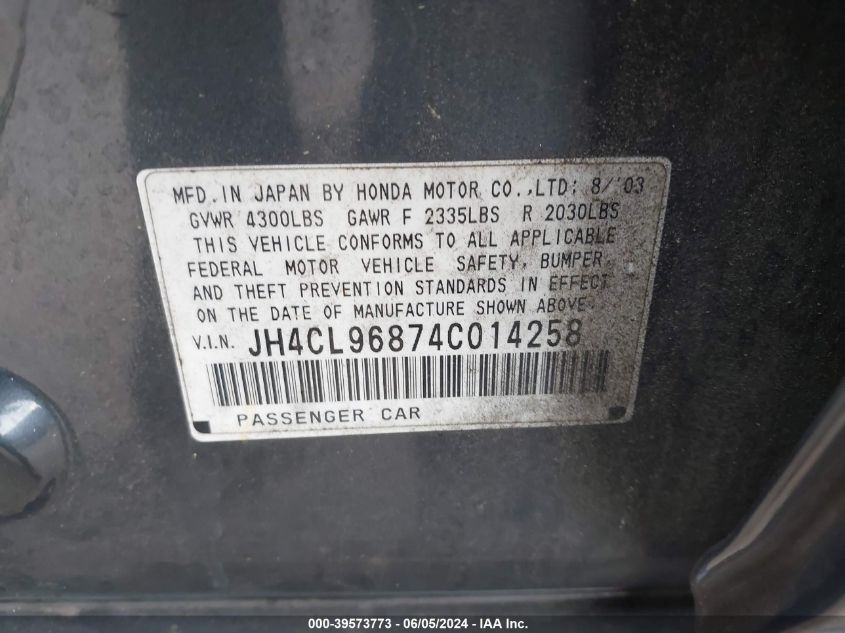 MFD. IN JAPAN BY HONDA MOTOR CO.,LTD: 8/'03
GVWR 4300LBS GAWR F 2335LBS R 2030LBS
THIS VEHICLE CONFORMS TO ALL APPLICABLE
FEDERAL MOTOR VEHICLE SAFETY, BUMPER,
AND THEFT PREVENTION STANDARDS IN EFFECT
ON THE DATE OF MANUFACTURE SHOWN ABOVE.
V.I.N. JH4CL96874C014258
PASSENGER CAR
000-39573773 - 06/05/2024 - IAA Inc.